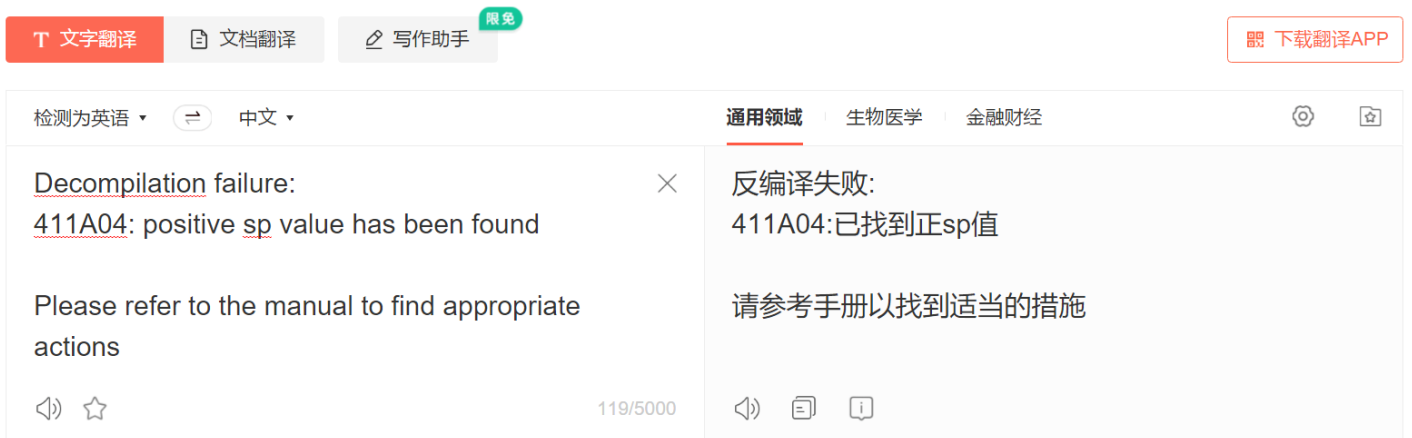 限免
T 文字翻译 文档翻译 写作助手 下载翻译APP
检测为英语 中文 通用领域 生物医学 金融财经
Decompilation failure:
411A04: positive sp value has been found
Please refer to the manual to find appropriate
actions
119/5000
反编译失败:
411A04:已找到正sp值
请参考手册以找到适当的措施